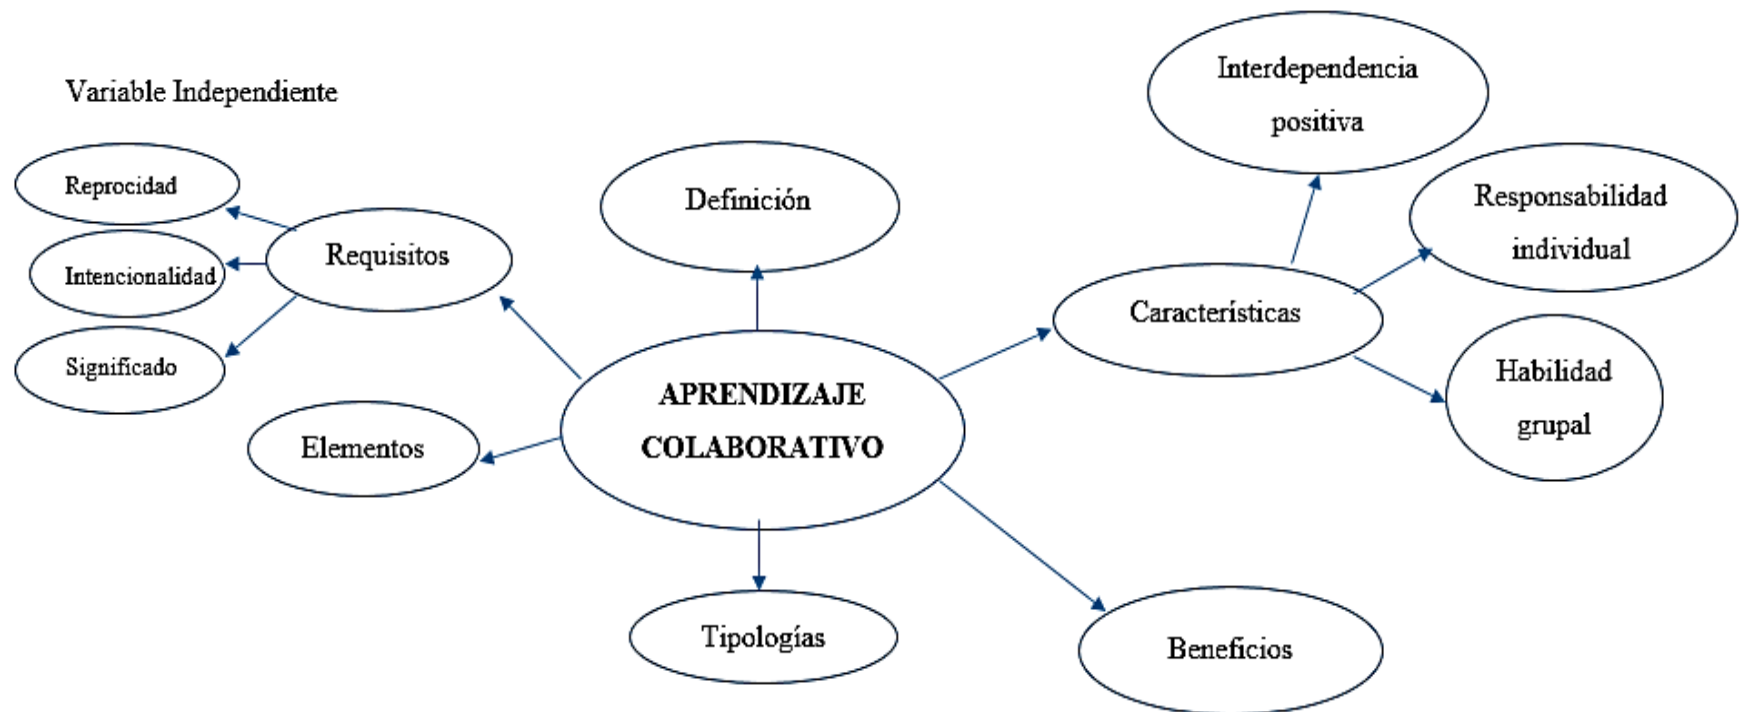 Variable Independiente
Reprocidad
Intencionalidad
Significado
Requisitos
Elementos
Definición
APRENDIZAJE
COLABORATIVO
Tipologías
Interdependencia
positiva
Responsabilidad
individual
Características
Habilidad
grupal
Beneficios